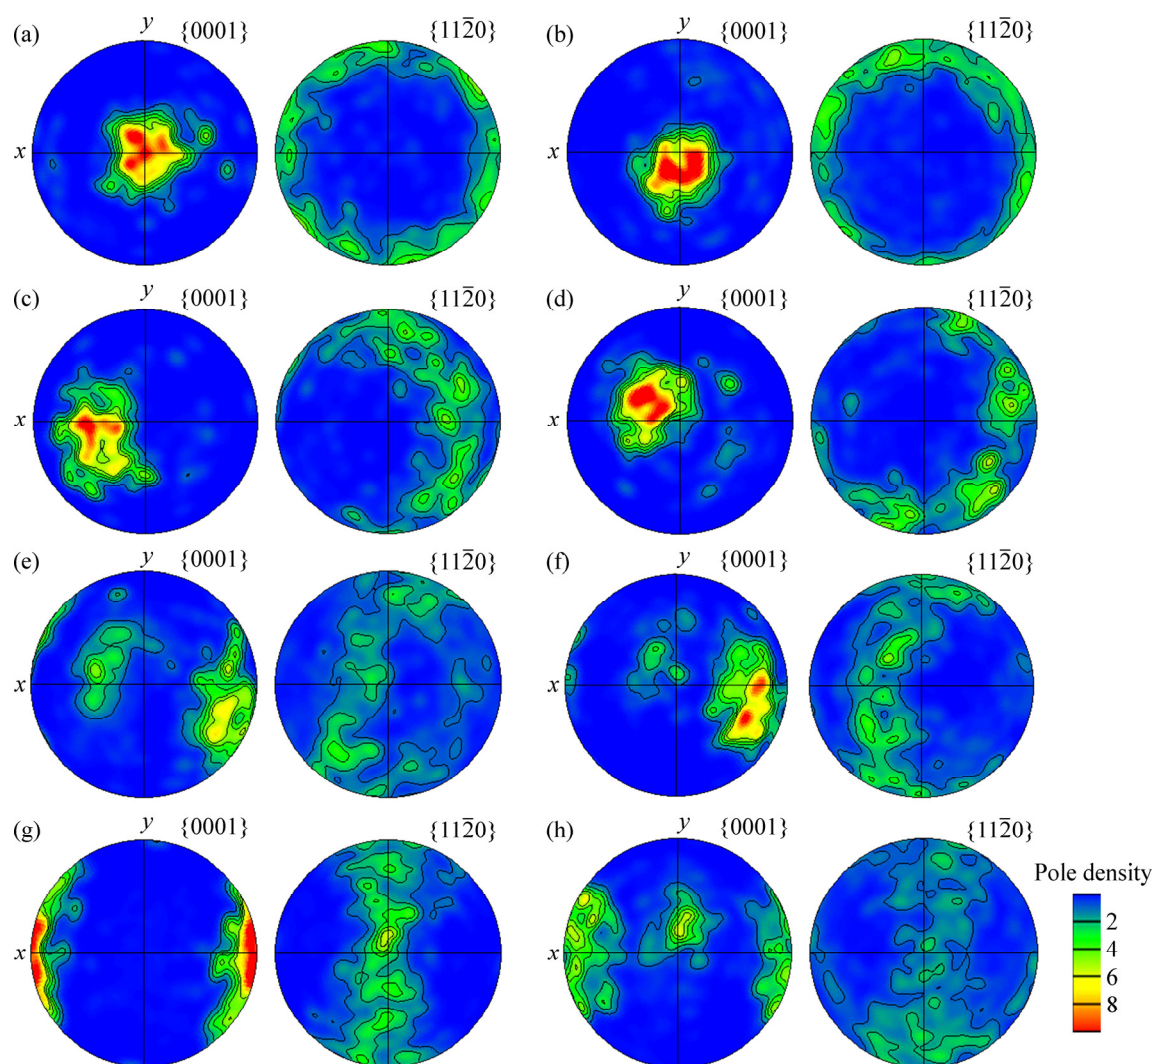 (a) y {0001} {112̄0} (b) y {0001} {112̄0}
x x
(c) y {0001} {112̄0} (d) y {0001} {112̄0}
x x
(e) y {0001} {112̄0} (f) y {0001} {112̄0}
x x
(g) y {0001} {112̄0} (h) y {0001} {112̄0}
Pole density
x x
2
4
6
8